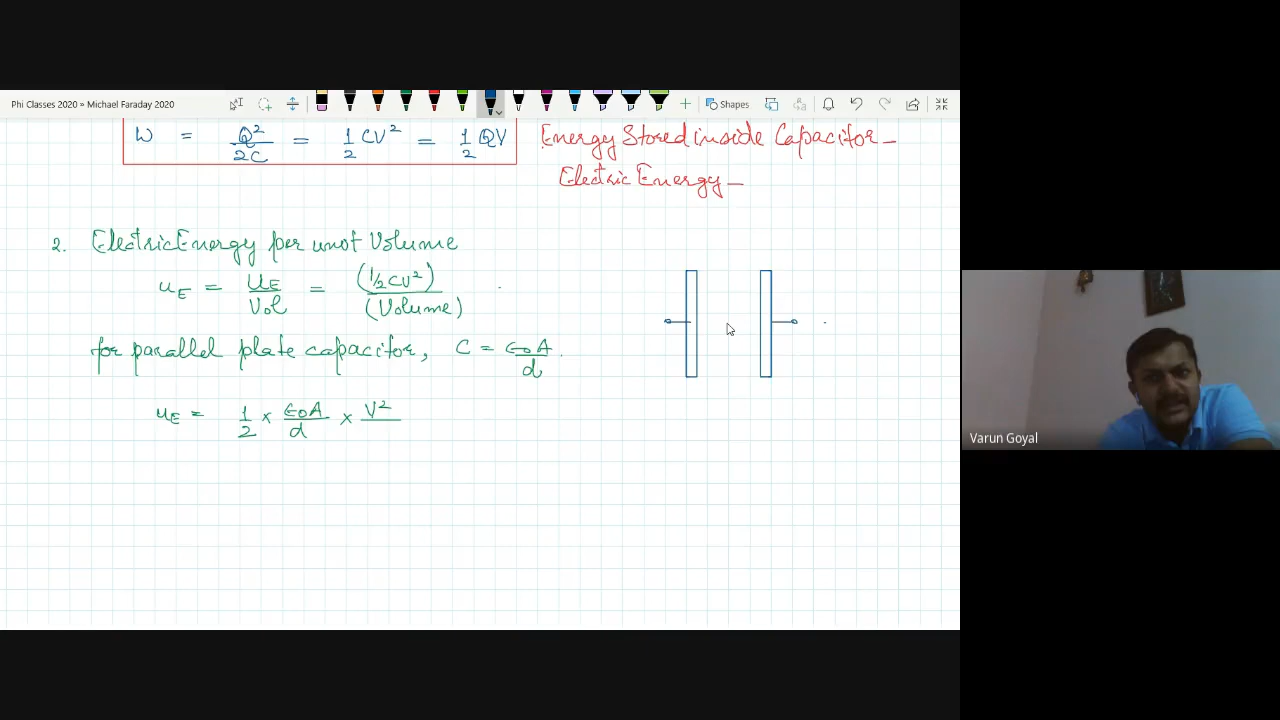 Phi Classes 2020 » Michael Faraday 2020
Shapes
W = Q²/2C = 1/2 CV² = 1/2 QV
Energy Stored inside Capacitor –
Electric Energy –
2. Electric Energy per unot Volume
u_E = U_E/Vol = (1/2 CV²)/(Volume)
for parallel plate capacitor, C = ε₀A/d.
u_E = 1/2 × ε₀A/d × V²/
Varun Goyal